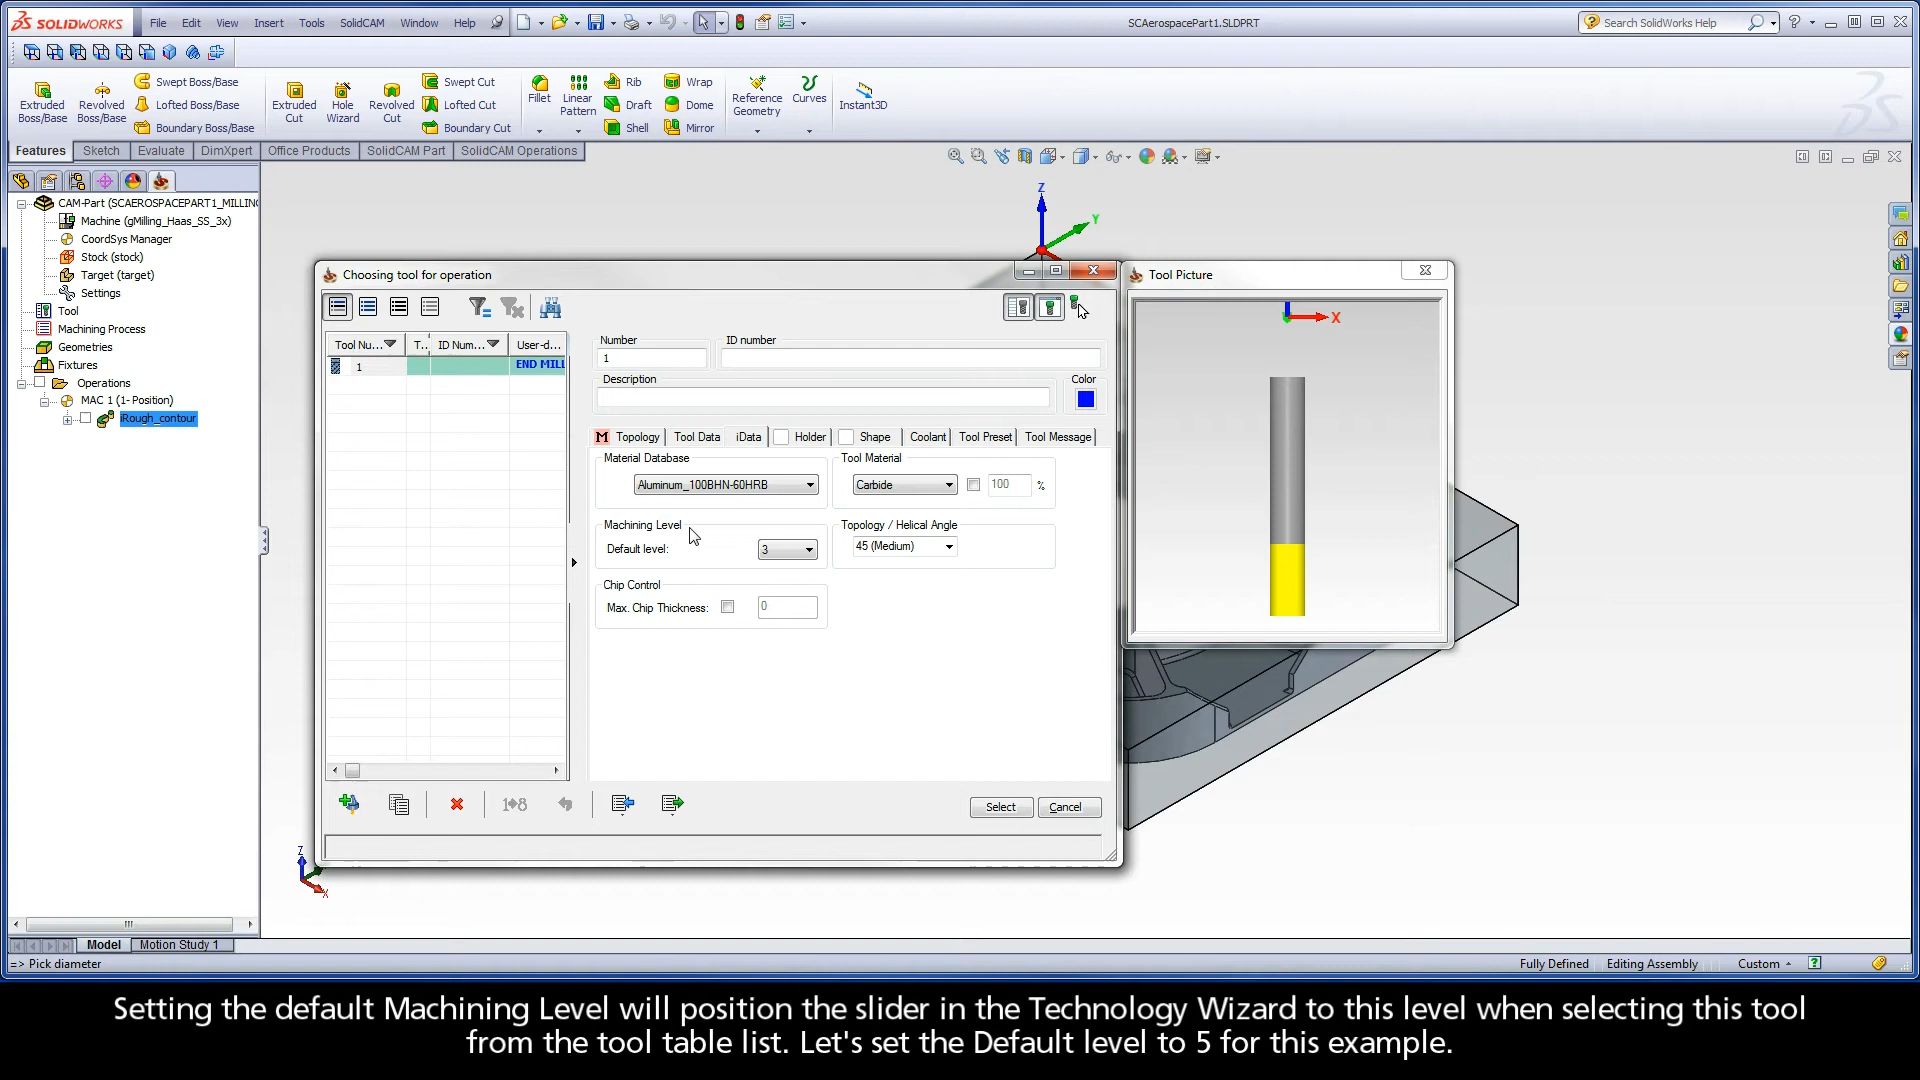 SOLIDWORKS File Edit View Insert Tools SolidCAM Window Help SCAerospacePart1.SLDPRT Search SolidWorks Help
Extruded Boss/Base
Revolved Boss/Base
Swept Boss/Base
Lofted Boss/Base
Boundary Boss/Base
Extruded Cut
Hole Wizard
Revolved Cut
Swept Cut
Lofted Cut
Boundary Cut
Fillet
Linear Pattern
Rib
Draft
Shell
Wrap
Dome
Mirror
Reference Geometry
Curves
Instant3D
Features Sketch Evaluate DimXpert Office Products SolidCAM Part SolidCAM Operations
CAM-Part (SCAEROSPACEPART1_MILLING
Machine (gMilling_Haas_SS_3x)
CoordSys Manager
Stock (stock)
Target (target)
Settings
Tool
Machining Process
Geometries
Fixtures
Operations
MAC 1 (1- Position)
iRough_contour
Z
Y
Choosing tool for operation
Tool Nu... T.. ID Num... User-d...
1 END MILL
Number
1
ID number
Description
Color
M Topology Tool Data iData Holder Shape Coolant Tool Preset Tool Message
Material Database
Aluminum_100BHN-60HRB
Tool Material
Carbide 100 %
Machining Level
Default level: 3
Topology / Helical Angle
45 (Medium)
Chip Control
Max. Chip Thickness: 0
Select Cancel
Tool Picture
X
Z
X
Model Motion Study 1
=> Pick diameter Fully Defined Editing Assembly Custom
Setting the default Machining Level will position the slider in the Technology Wizard to this level when selecting this tool
from the tool table list. Let's set the Default level to 5 for this example.